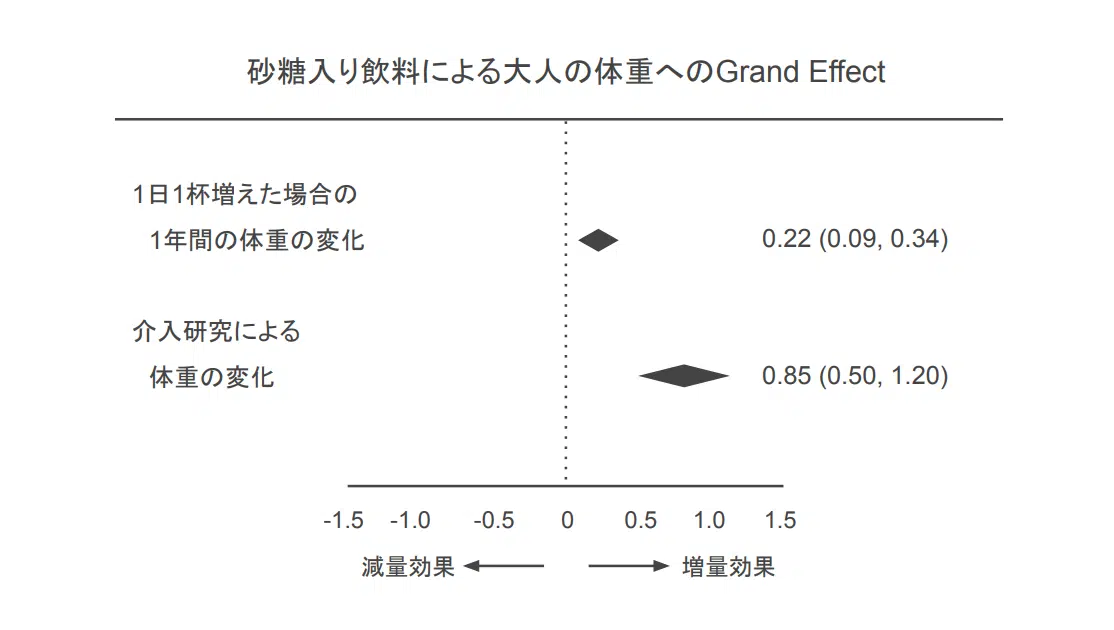 砂糖入り飲料による大人の体重へのGrand Effect
1日1杯増えた場合の
1年間の体重の変化
0.22 (0.09, 0.34)
介入研究による
体重の変化
0.85 (0.50, 1.20)
-1.5 -1.0 -0.5 0 0.5 1.0 1.5
減量効果 増量効果